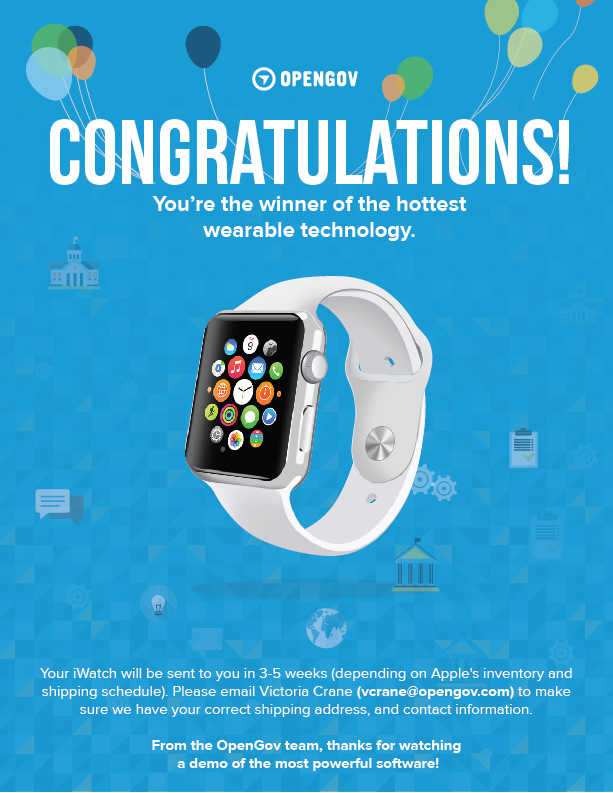 OPENGOV
CONGRATULATIONS!
You're the winner of the hottest
wearable technology.
9
Your iWatch will be sent to you in 3-5 weeks (depending on Apple's inventory and
shipping schedule). Please email Victoria Crane (vcrane@opengov.com) to make
sure we have your correct shipping address, and contact information.
From the OpenGov team, thanks for watching
a demo of the most powerful software!